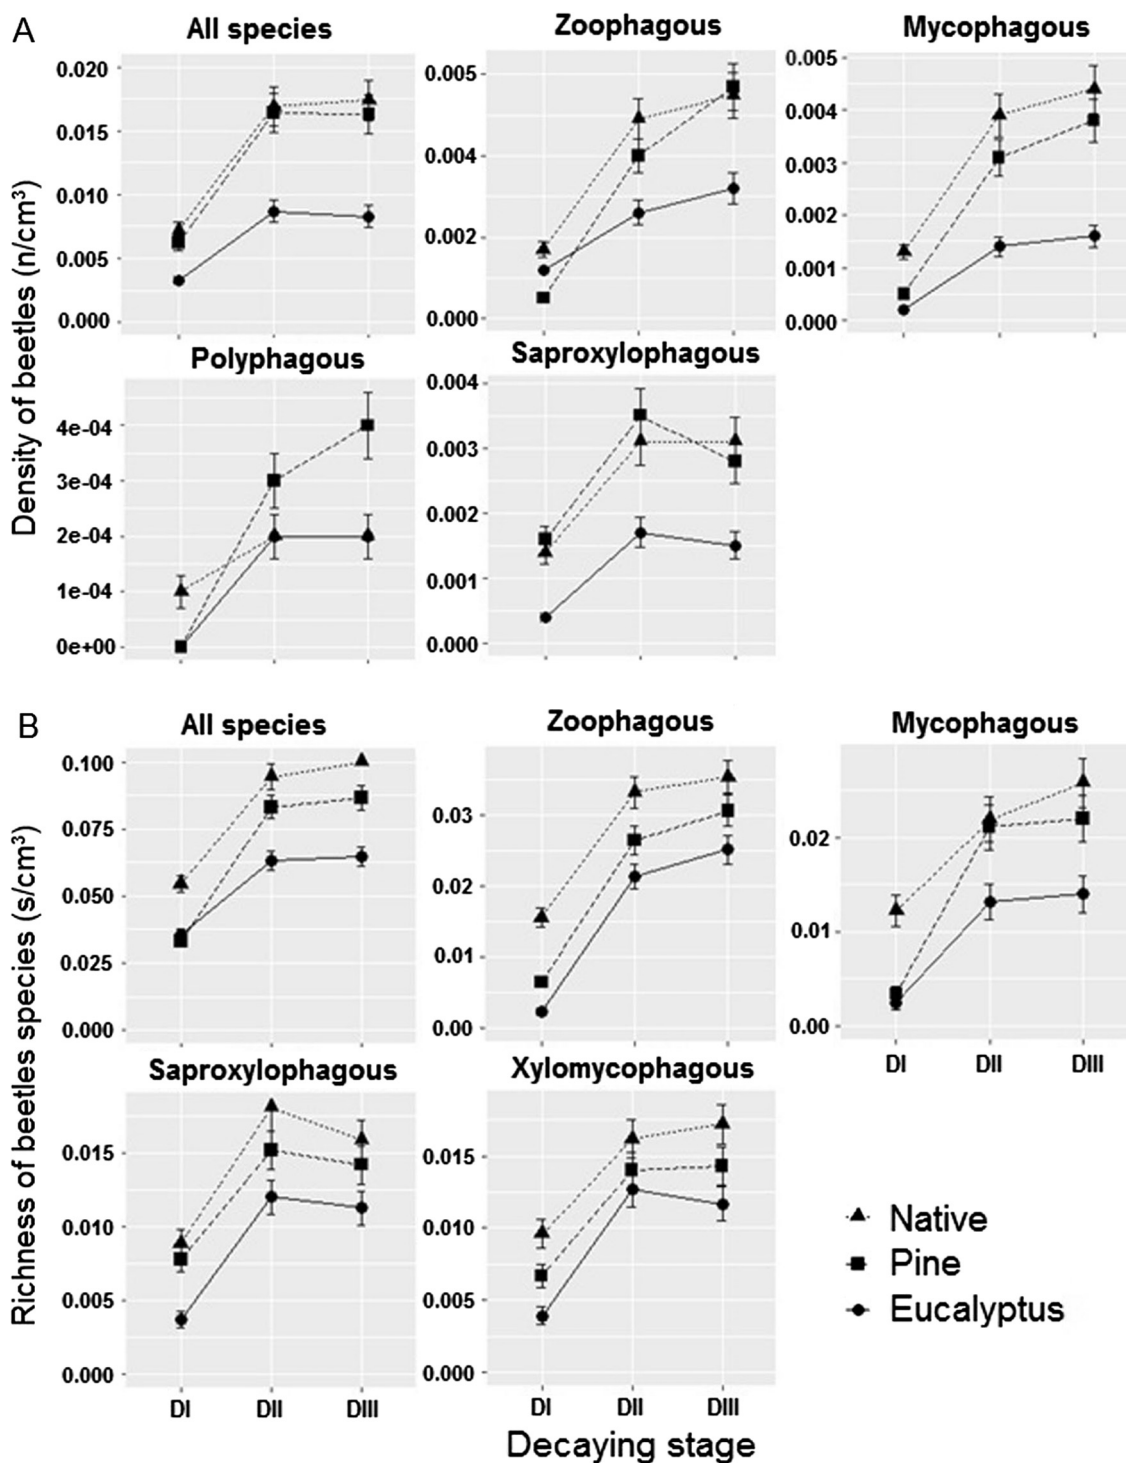 A
All species
Zoophagous
Mycophagous
Density of beetles (n/cm³)
0.020
0.015
0.010
0.005
0.000
0.005
0.004
0.002
0.000
0.005
0.004
0.003
0.002
0.001
0.000
Polyphagous
Saproxylophagous
4e-04
3e-04
2e-04
1e-04
0e+00
0.004
0.003
0.002
0.001
0.000
B
All species
Zoophagous
Mycophagous
Richness of beetles species (s/cm³)
0.100
0.075
0.050
0.025
0.000
0.03
0.02
0.01
0.00
0.02
0.01
0.00
DI DII DIII
Saproxylophagous
Xylomycophagous
0.015
0.010
0.005
0.000
0.015
0.010
0.005
0.000
Native
Pine
Eucalyptus
DI DII DIII
DI DII DIII
Decaying stage